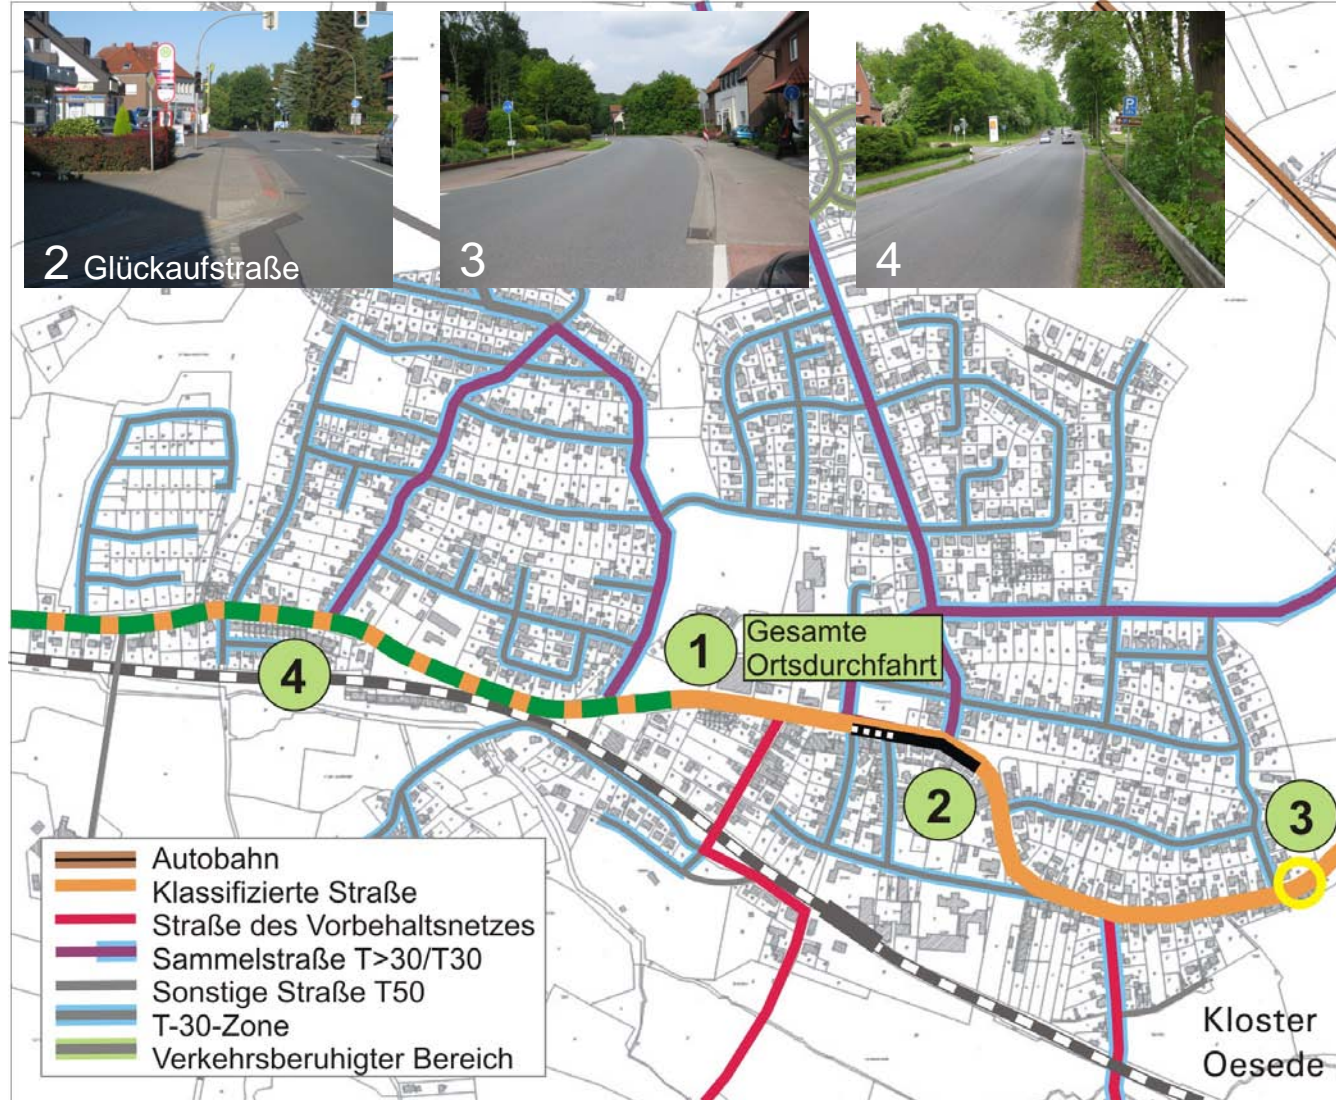 2 Glückaufstraße
3
4
1
Gesamte
Ortsdurchfahrt
4
2
3
Autobahn
Klassifizierte Straße
Straße des Vorbehaltsnetzes
Sammelstraße T>30/T30
Sonstige Straße T50
T-30-Zone
Verkehrsberuhigter Bereich
Kloster
Oesede